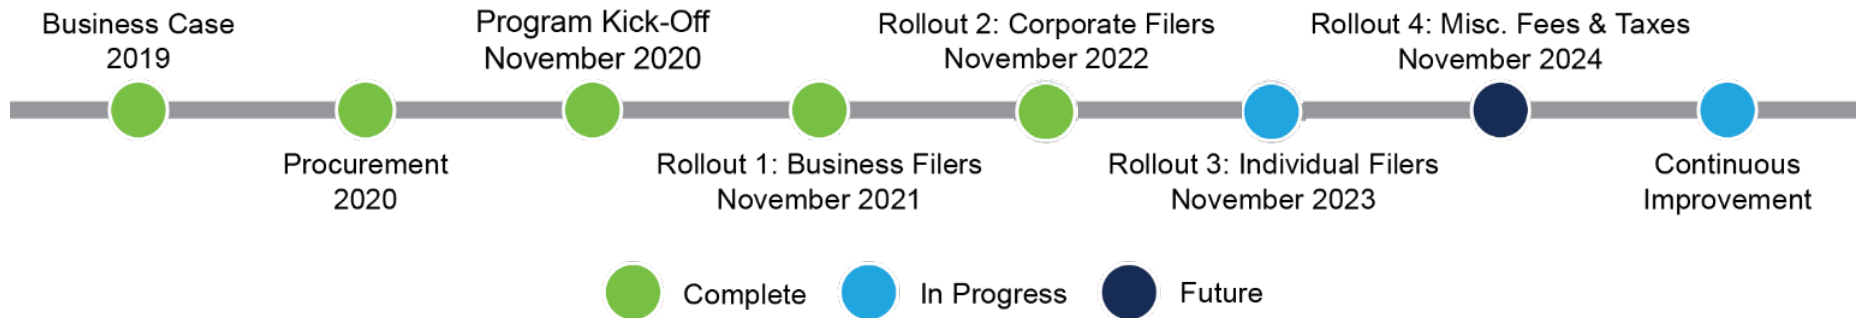 Business Case
2019
Procurement
2020
Program Kick-Off
November 2020
Rollout 1: Business Filers
November 2021
Rollout 2: Corporate Filers
November 2022
Rollout 3: Individual Filers
November 2023
Rollout 4: Misc. Fees & Taxes
November 2024
Continuous
Improvement
Complete
In Progress
Future